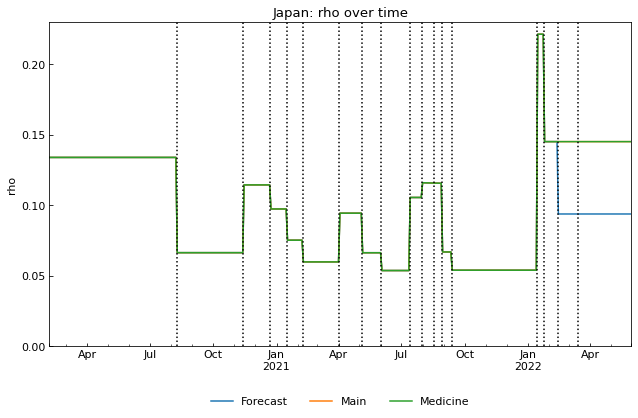 Japan: rho over time
rho
0.20
0.15
0.10
0.05
0.00
Apr Jul Oct Jan Apr Jul Oct Jan Apr
2021 2022
Forecast Main Medicine